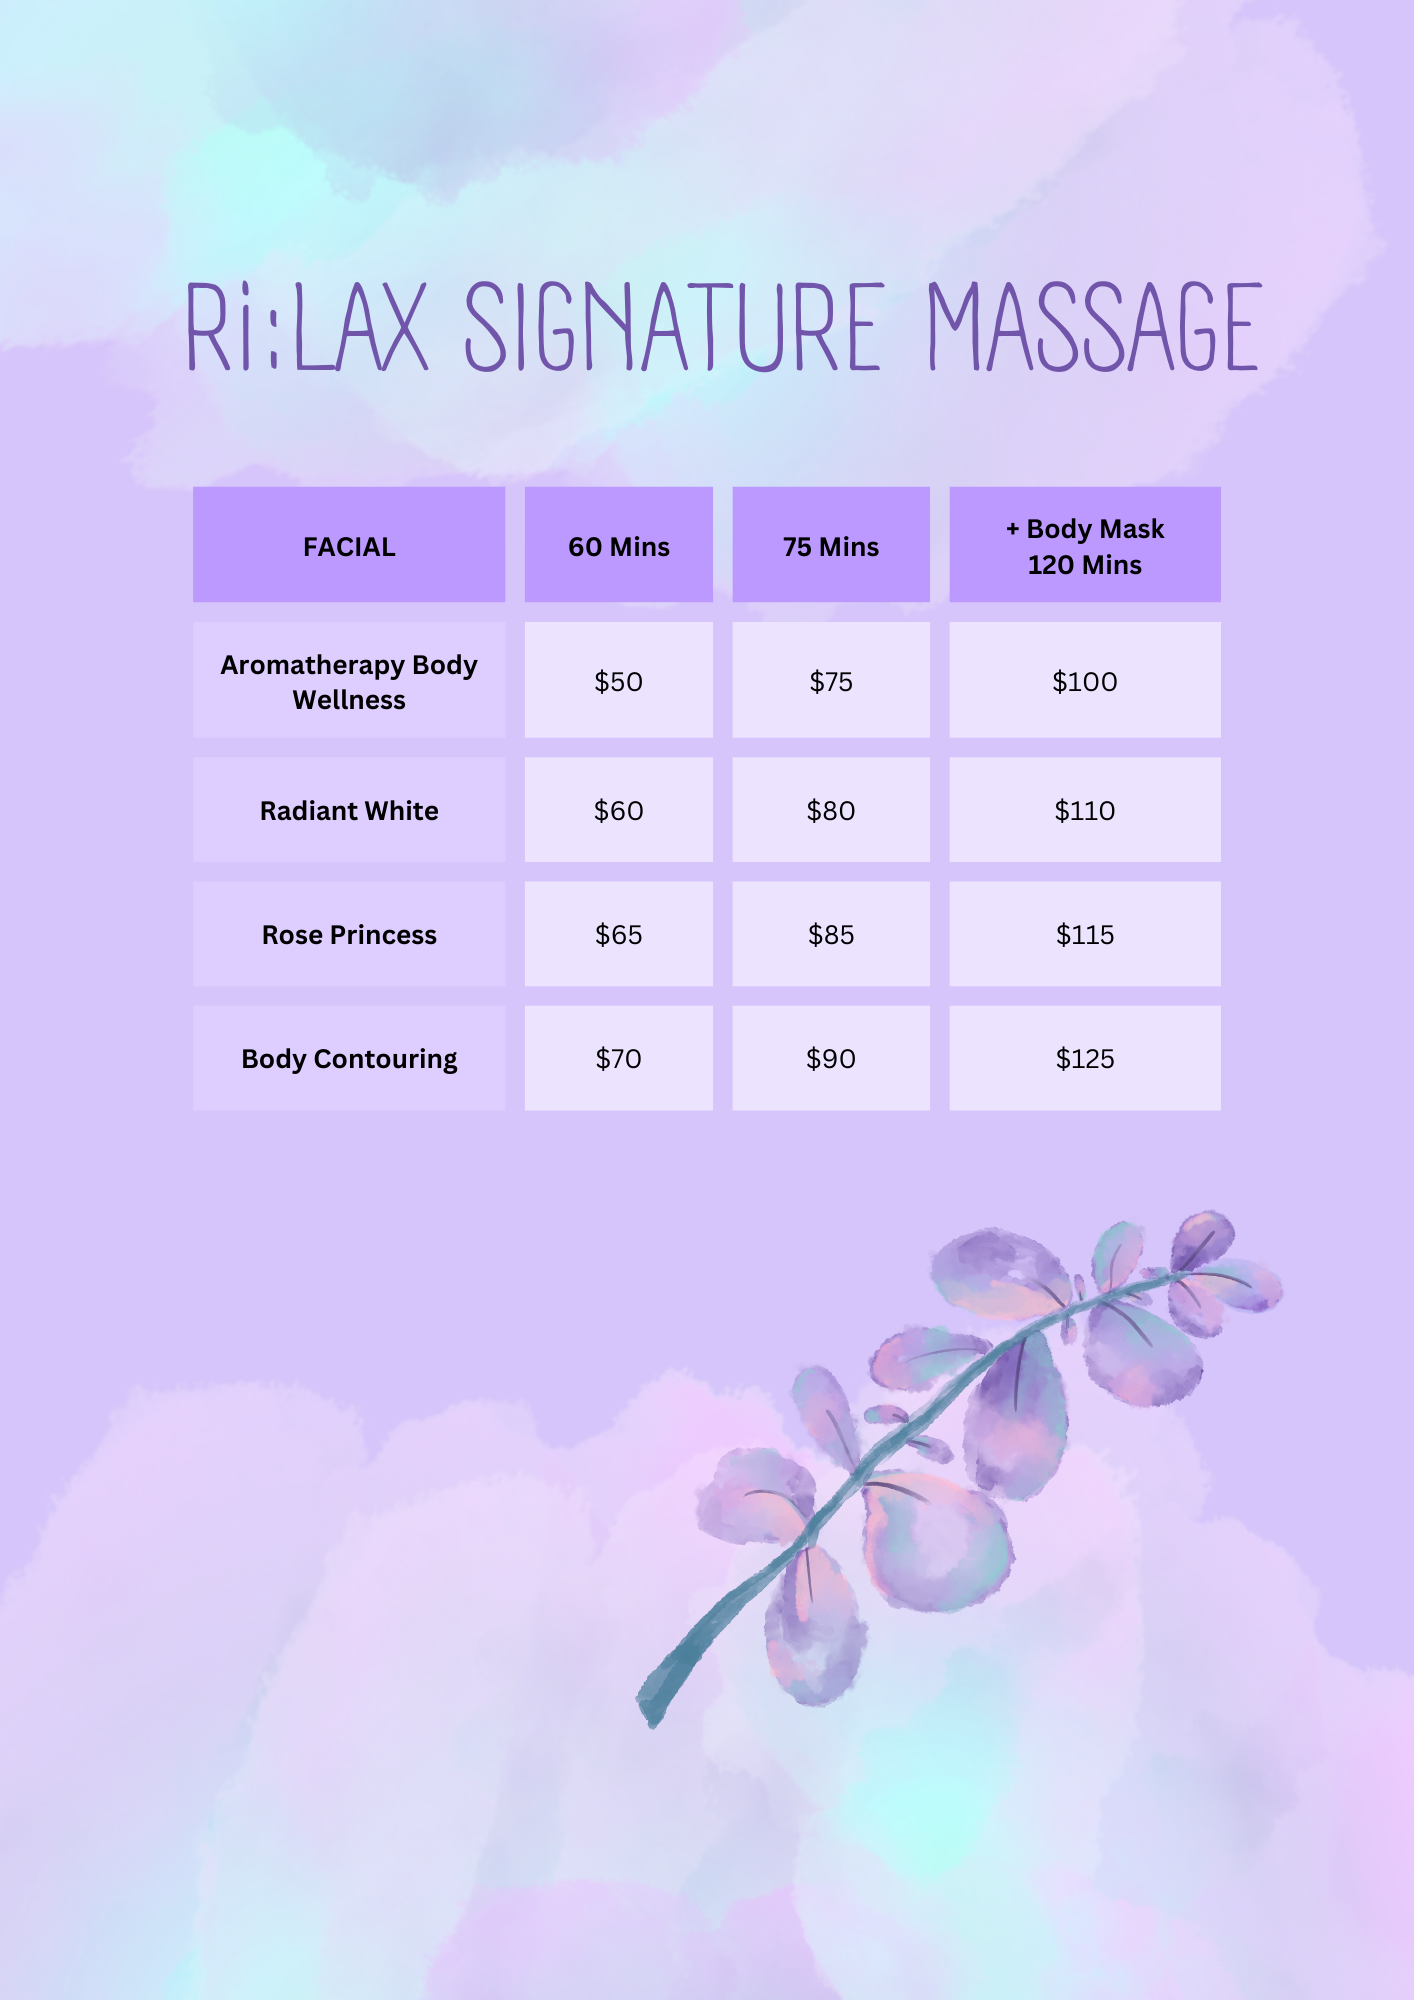 Ri:LAX SIGNATURE MASSAGE
FACIAL
60 Mins
75 Mins
+ Body Mask
120 Mins
Aromatherapy Body
Wellness
$50
$75
$100
Radiant White
$60
$80
$110
Rose Princess
$65
$85
$115
Body Contouring
$70
$90
$125